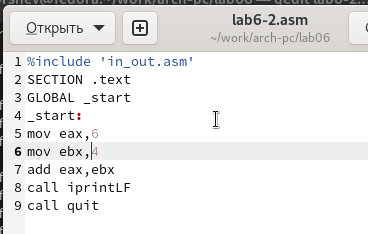 Открыть
lab6-2.asm
~/work/arch-pc/lab06
1 %include 'in_out.asm'
2 SECTION .text
3 GLOBAL _start
4 _start:
5 mov eax,6
6 mov ebx,4
7 add eax,ebx
8 call iprintLF
9 call quit